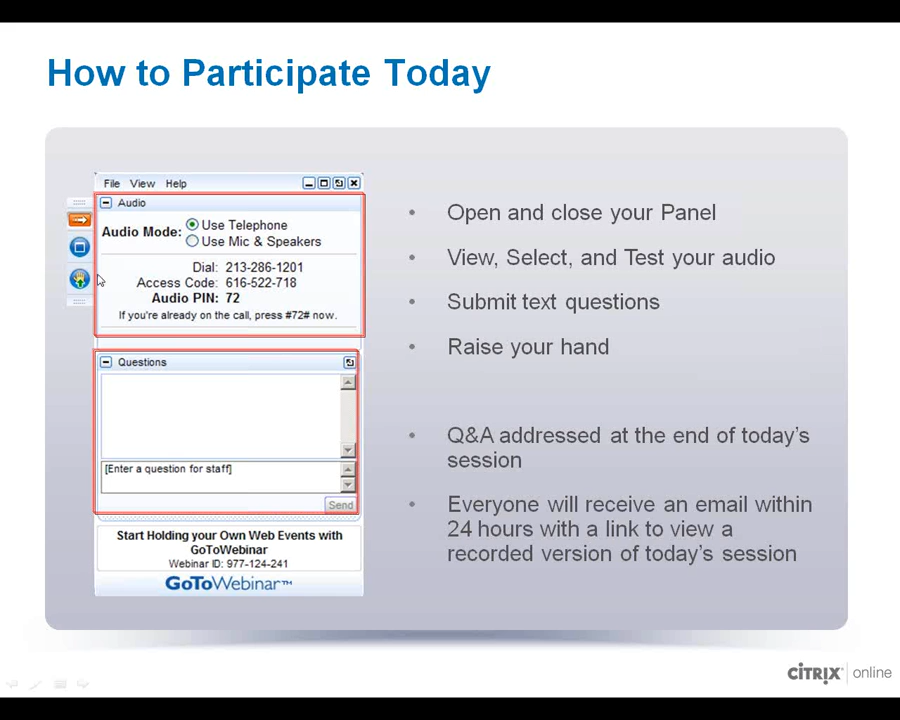 How to Participate Today
File View Help
Audio
Audio Mode: Use Telephone
Use Mic & Speakers
Dial: 213-286-1201
Access Code: 616-522-718
Audio PIN: 72
If you're already on the call, press #72# now.
Questions
[Enter a question for staff]
Send
Start Holding your Own Web Events with
GoToWebinar
Webinar ID: 977-124-241
GoToWebinar™
• Open and close your Panel
• View, Select, and Test your audio
• Submit text questions
• Raise your hand
• Q&A addressed at the end of today’s
session
• Everyone will receive an email within
24 hours with a link to view a
recorded version of today’s session
CITRIX® online